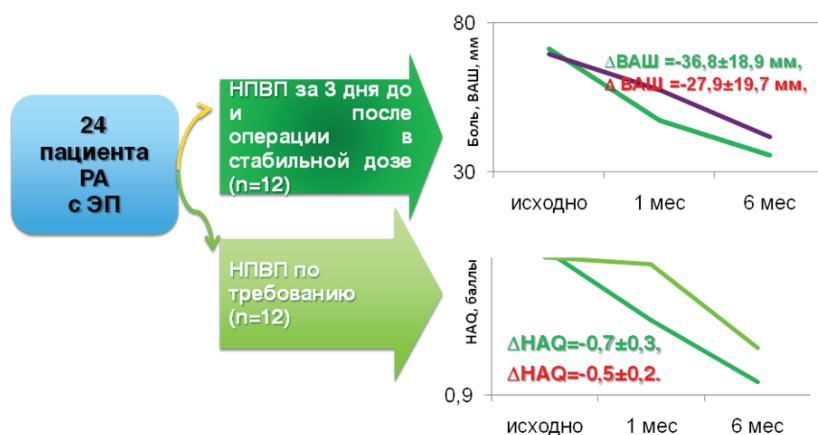 24
пациента
РА
с ЭП
НПВП за 3 дня до
и после
операции в
стабильной дозе
(n=12)
НПВП по
требованию
(n=12)
Боль, ВАШ, мм
80
30
∆ВАШ=-36,8±18,9 мм,
∆ ВАШ=-27,9±19,7 мм,
исходно 1 мес 6 мес
HAQ, баллы
0,9
∆HAQ=-0,7±0,3,
∆HAQ=-0,5±0,2.
исходно 1 мес 6 мес